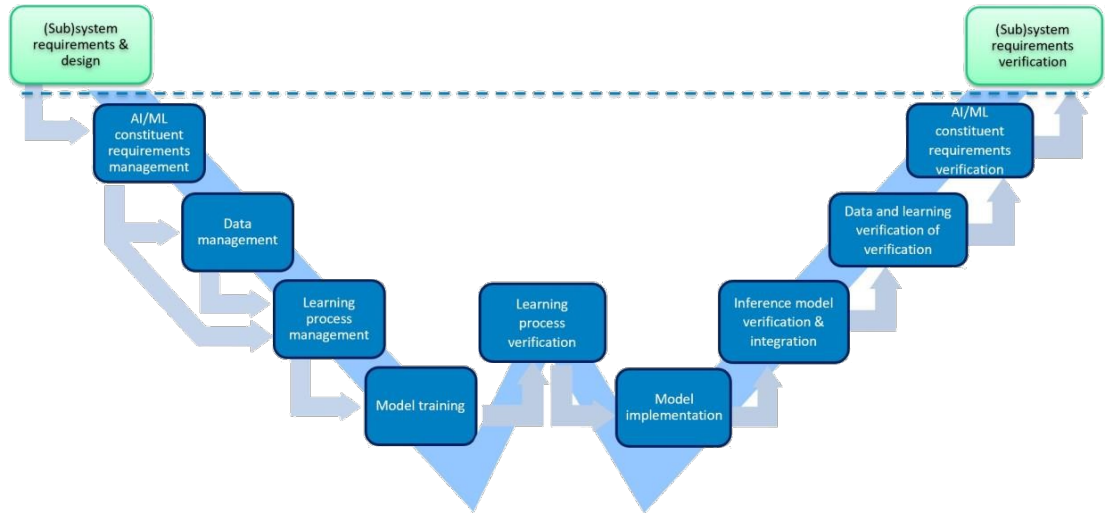 (Sub)system
requirements &
design
(Sub)system
requirements
verification
AI/ML
constituent
requirements
management
AI/ML
constituent
requirements
verification
Data
management
Data and learning
verification of
verification
Learning
process
management
Learning
process
verification
Inference model
verification &
integration
Model training
Model
implementation